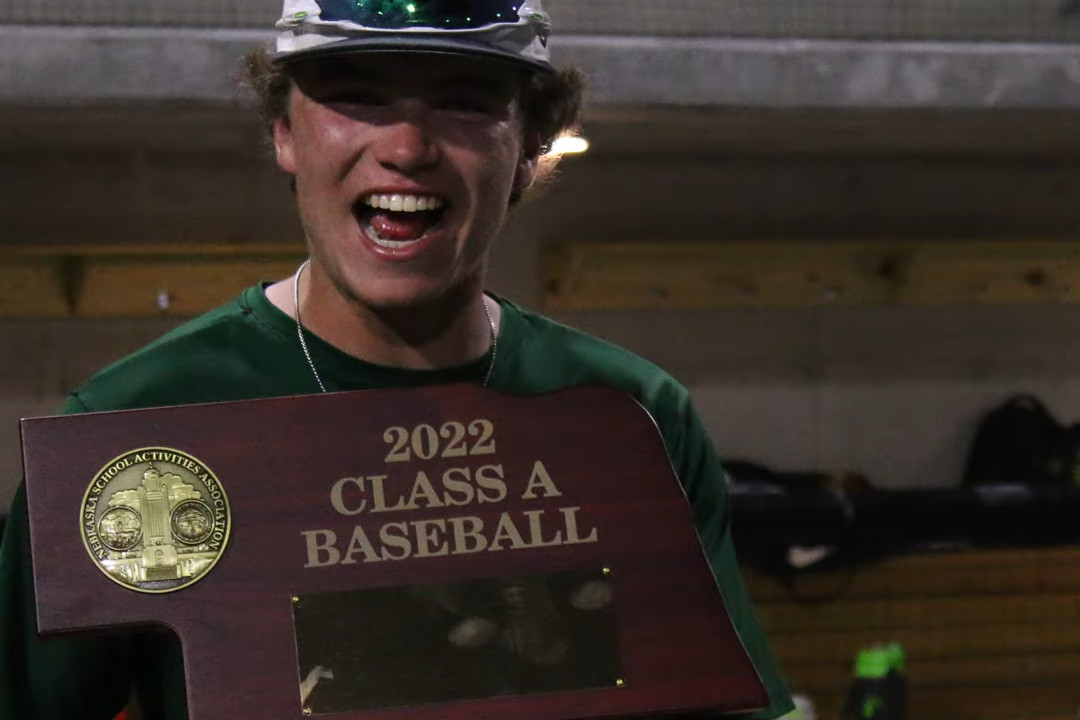 NEBRASKA SCHOOL ACTIVITIES ASSOCIATION
2022
CLASS A
BASEBALL